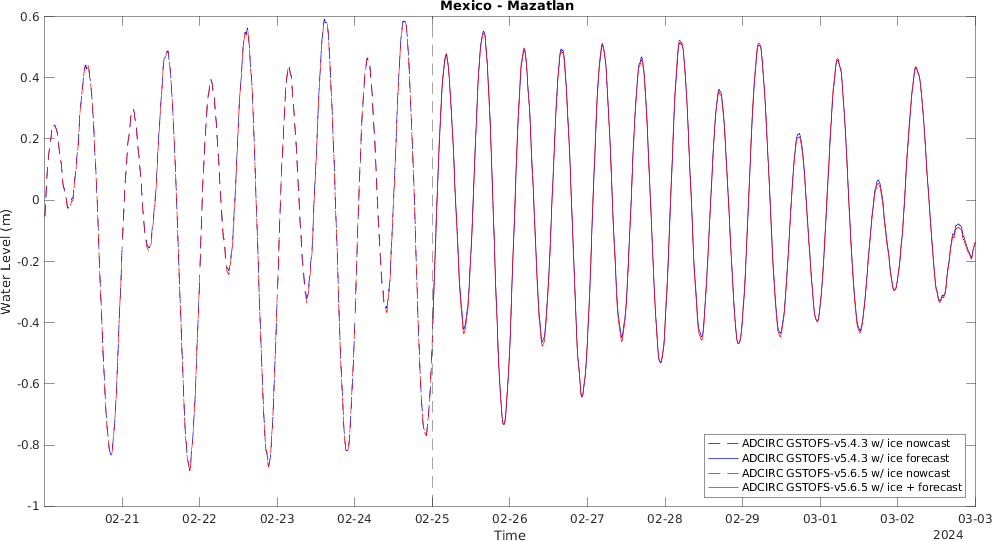 Mexico - Mazatlan
0.6
0.4
0.2
0
-0.2
-0.4
-0.6
-0.8
-1
Water Level (m)
ADCIRC GSTOFS-v5.4.3 w/ ice nowcast
ADCIRC GSTOFS-v5.4.3 w/ ice forecast
ADCIRC GSTOFS-v5.6.5 w/ ice nowcast
ADCIRC GSTOFS-v5.6.5 w/ ice + forecast
02-21 02-22 02-23 02-24 02-25 02-26 02-27 02-28 02-29 03-01 03-02 03-03
Time
2024